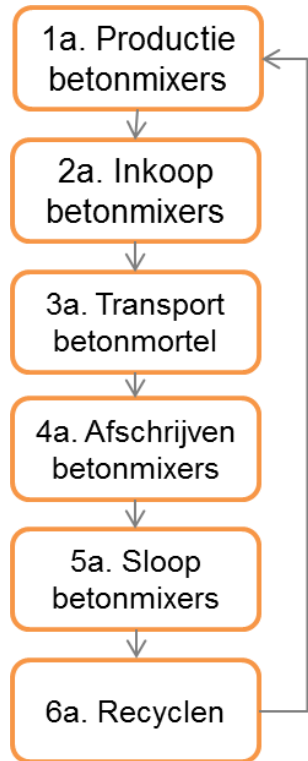 1a. Productie
betonmixers
2a. Inkoop
betonmixers
3a. Transport
betonmortel
4a. Afschrijven
betonmixers
5a. Sloop
betonmixers
6a. Recyclen